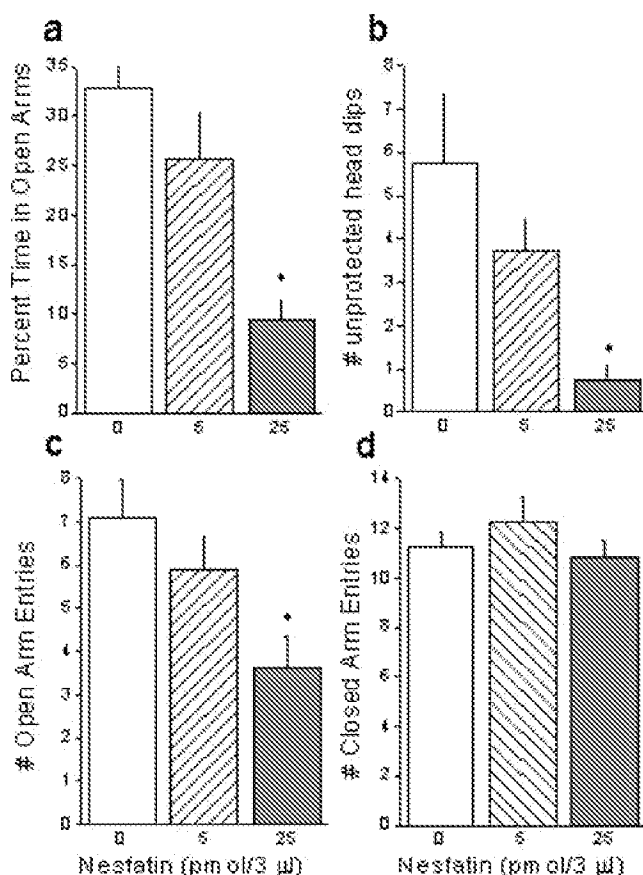 a
Percent Time in Open Arms
35
30
25
20
15
10
5
0
0 5 25
*
b
# unprotected head dips
8
7
6
5
4
3
2
1
0
0 5 25
*
c
# Open Arm Entries
8
7
6
5
4
3
2
1
0
0 5 25
*
Nesfatin (pmol/3 µl)
d
# Closed Arm Entries
14
12
10
8
6
4
2
0
0 5 25
Nesfatin (pmol/3 µl)